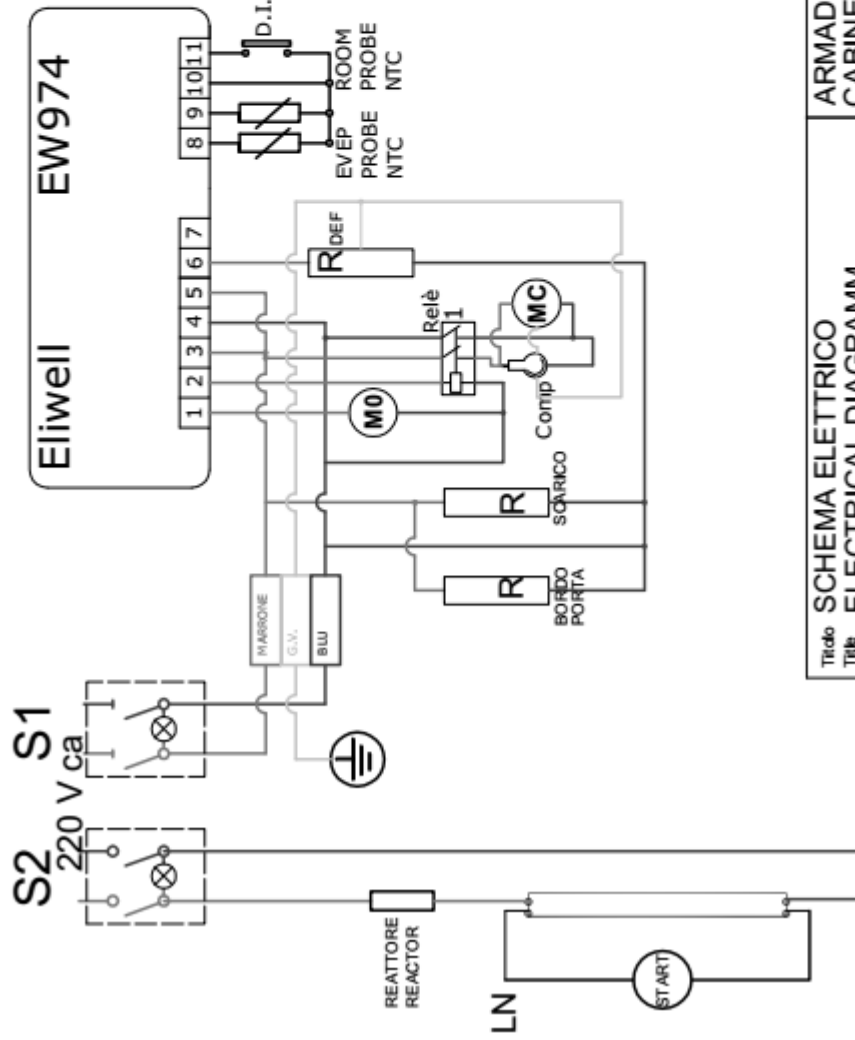 Eliwell EW974
1 2 3 4 5 6 7 8 9 10 11
D.I.
EVEP
PROBE
NTC
ROOM
PROBE
NTC
R DEF
Relè
1
MC
M0
Comp
R
SCARICO
R
BORDO
PORTA
MARRONE
G.V.
BLU
S1
S2
220 V ca
REATTORE
REACTOR
LN
START
Titolo SCHEMA ELETTRICO
Title ELECTRICAL DIAGRAMM
ARMAD
CABINE